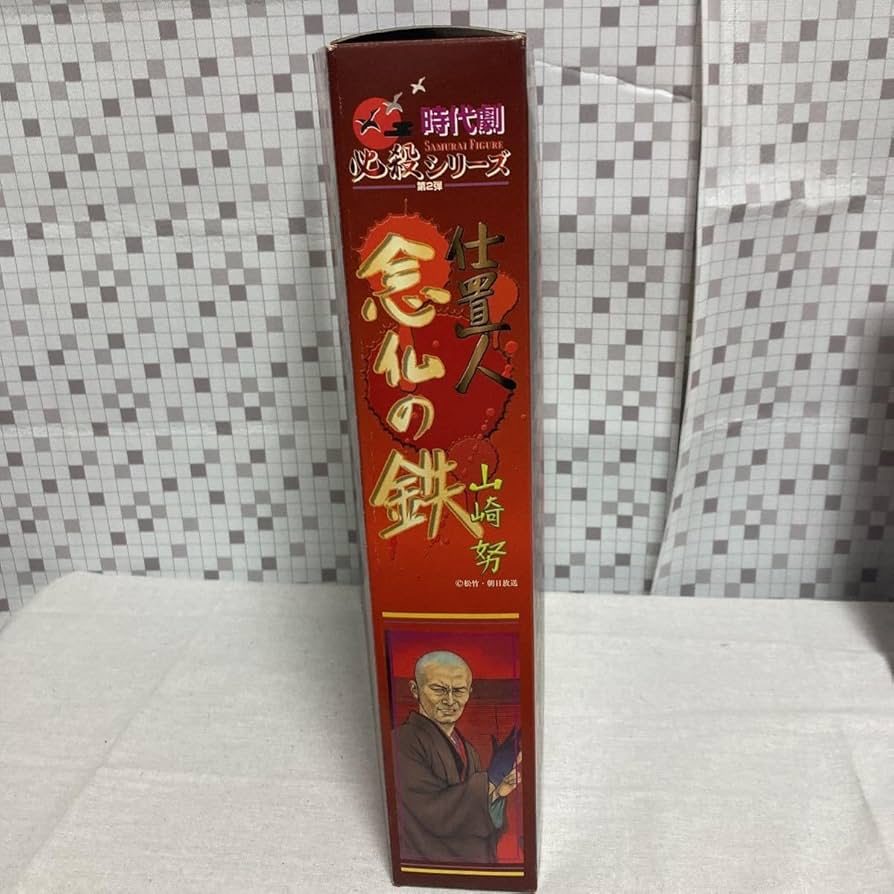 時代劇
SAMURAI FIGURE
必殺シリーズ
第2弾
仕置人
念仏の鉄
山崎努
©松竹・朝日放送